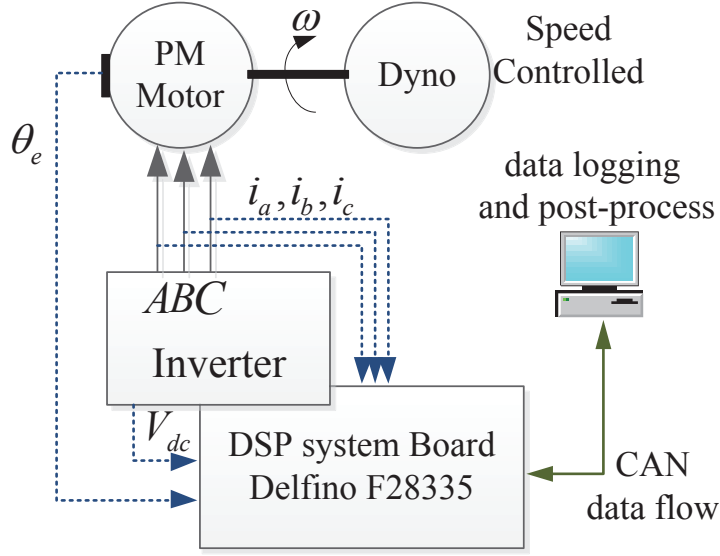 ω
PM
Motor
Dyno
Speed
Controlled
θe
ia, ib, ic
data logging
and post-process
ABC
Inverter
Vdc
DSP system Board
Delfino F28335
CAN
data flow